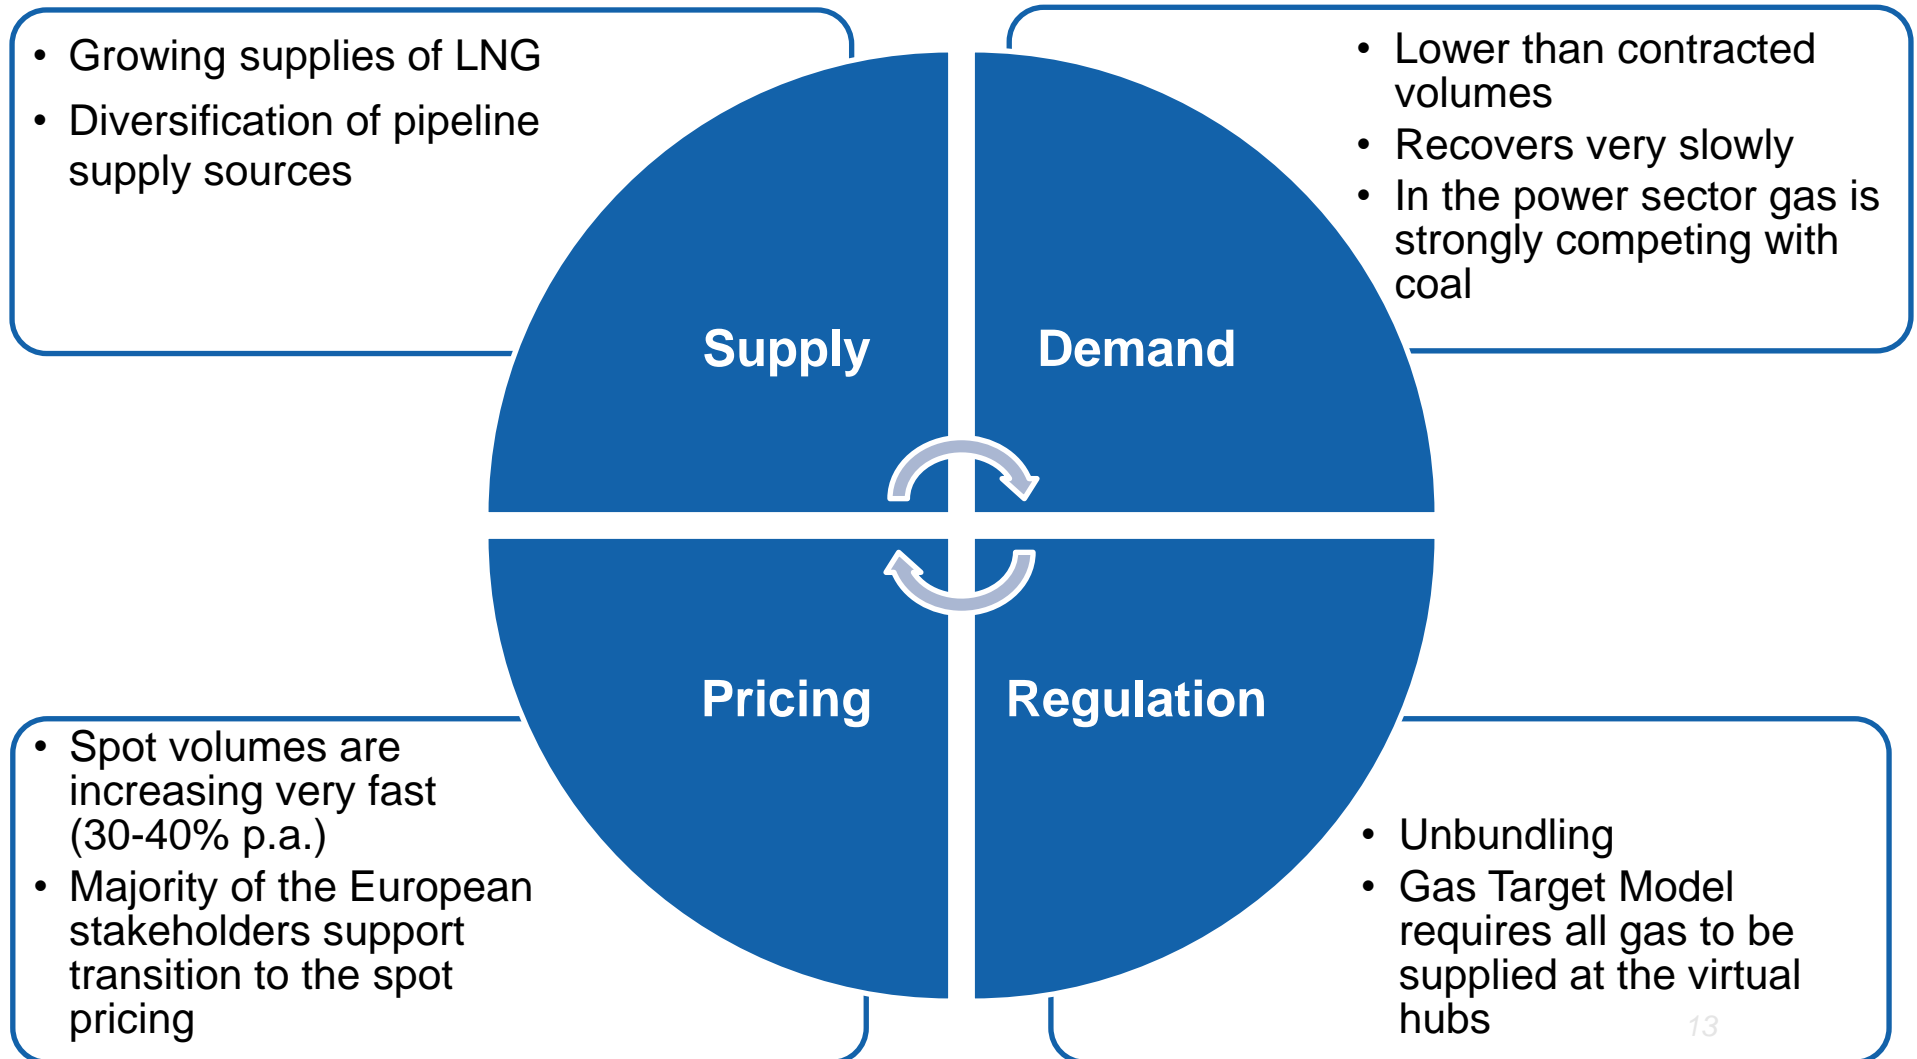 • Growing supplies of LNG
• Diversification of pipeline
supply sources
• Lower than contracted
volumes
• Recovers very slowly
• In the power sector gas is
strongly competing with
coal
Supply
Demand
Pricing
Regulation
• Spot volumes are
increasing very fast
(30-40% p.a.)
• Majority of the European
stakeholders support
transition to the spot
pricing
• Unbundling
• Gas Target Model
requires all gas to be
supplied at the virtual
hubs
13